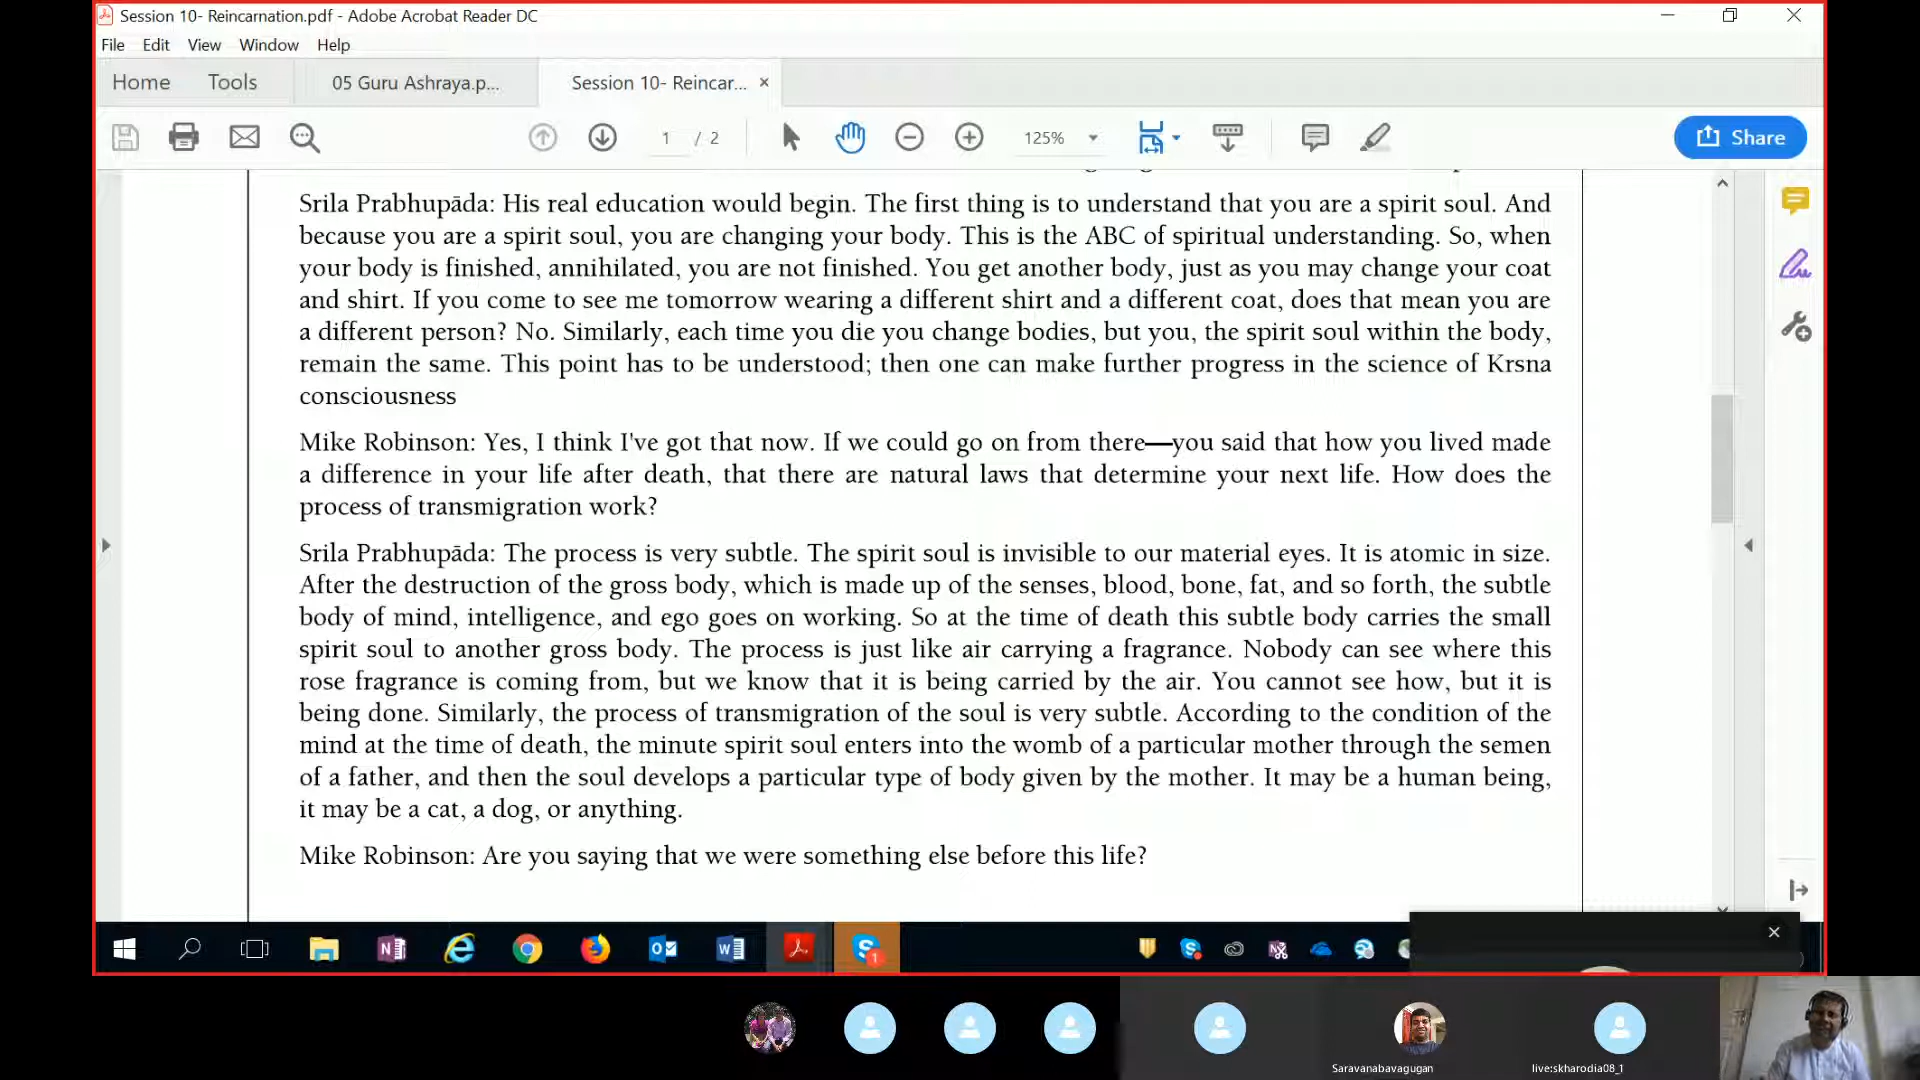 Session 10- Reincarnation.pdf - Adobe Acrobat Reader DC
File Edit View Window Help
Home Tools 05 Guru Ashraya.p... Session 10- Reincar... ×
1 / 2 125% Share
Srila Prabhupāda: His real education would begin. The first thing is to understand that you are a spirit soul. And
because you are a spirit soul, you are changing your body. This is the ABC of spiritual understanding. So, when
your body is finished, annihilated, you are not finished. You get another body, just as you may change your coat
and shirt. If you come to see me tomorrow wearing a different shirt and a different coat, does that mean you are
a different person? No. Similarly, each time you die you change bodies, but you, the spirit soul within the body,
remain the same. This point has to be understood; then one can make further progress in the science of Krsna
consciousness
Mike Robinson: Yes, I think I've got that now. If we could go on from there—you said that how you lived made
a difference in your life after death, that there are natural laws that determine your next life. How does the
process of transmigration work?
Srila Prabhupāda: The process is very subtle. The spirit soul is invisible to our material eyes. It is atomic in size.
After the destruction of the gross body, which is made up of the senses, blood, bone, fat, and so forth, the subtle
body of mind, intelligence, and ego goes on working. So at the time of death this subtle body carries the small
spirit soul to another gross body. The process is just like air carrying a fragrance. Nobody can see where this
rose fragrance is coming from, but we know that it is being carried by the air. You cannot see how, but it is
being done. Similarly, the process of transmigration of the soul is very subtle. According to the condition of the
mind at the time of death, the minute spirit soul enters into the womb of a particular mother through the semen
of a father, and then the soul develops a particular type of body given by the mother. It may be a human being,
it may be a cat, a dog, or anything.
Mike Robinson: Are you saying that we were something else before this life?
Saravanabavagugan live:skharodia08_1